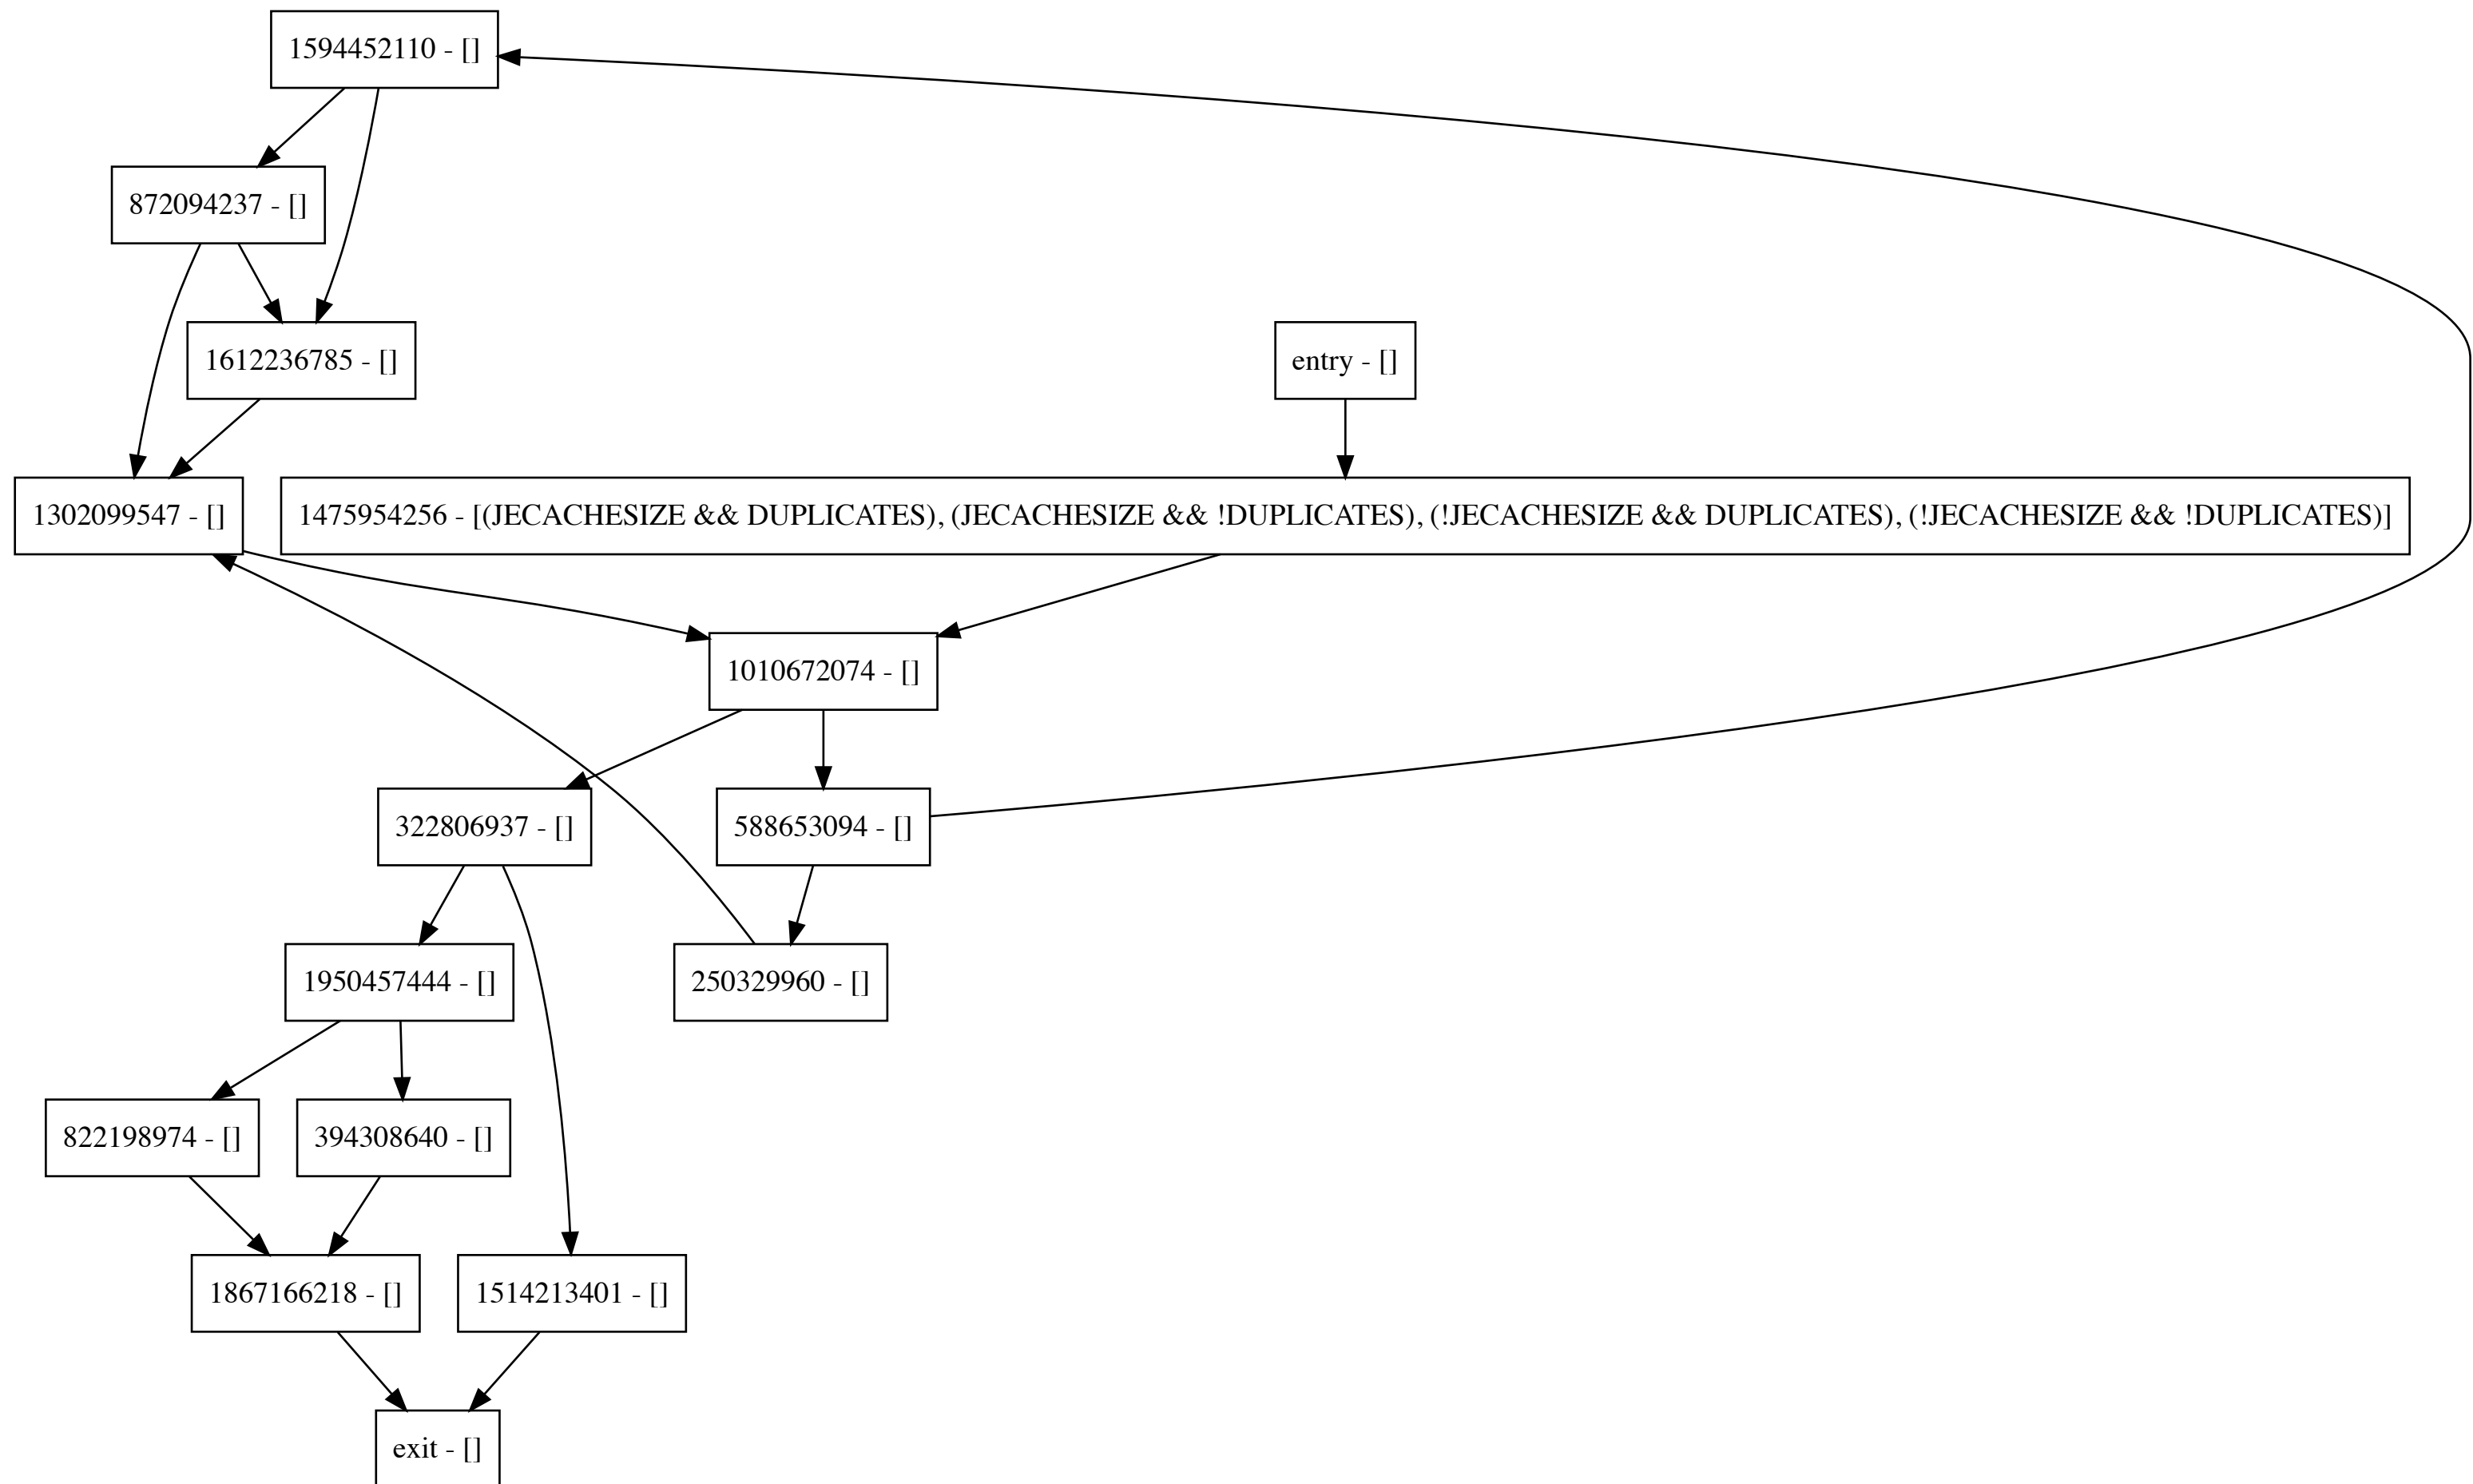 1594452110 - []
872094237 - []
1612236785 - []
entry - []
1302099547 - []
1475954256 - [(JECACHESIZE && DUPLICATES), (JECACHESIZE && !DUPLICATES), (!JECACHESIZE && DUPLICATES), (!JECACHESIZE && !DUPLICATES)]
1010672074 - []
322806937 - []
588653094 - []
1950457444 - []
250329960 - []
822198974 - []
394308640 - []
1867166218 - []
1514213401 - []
exit - []